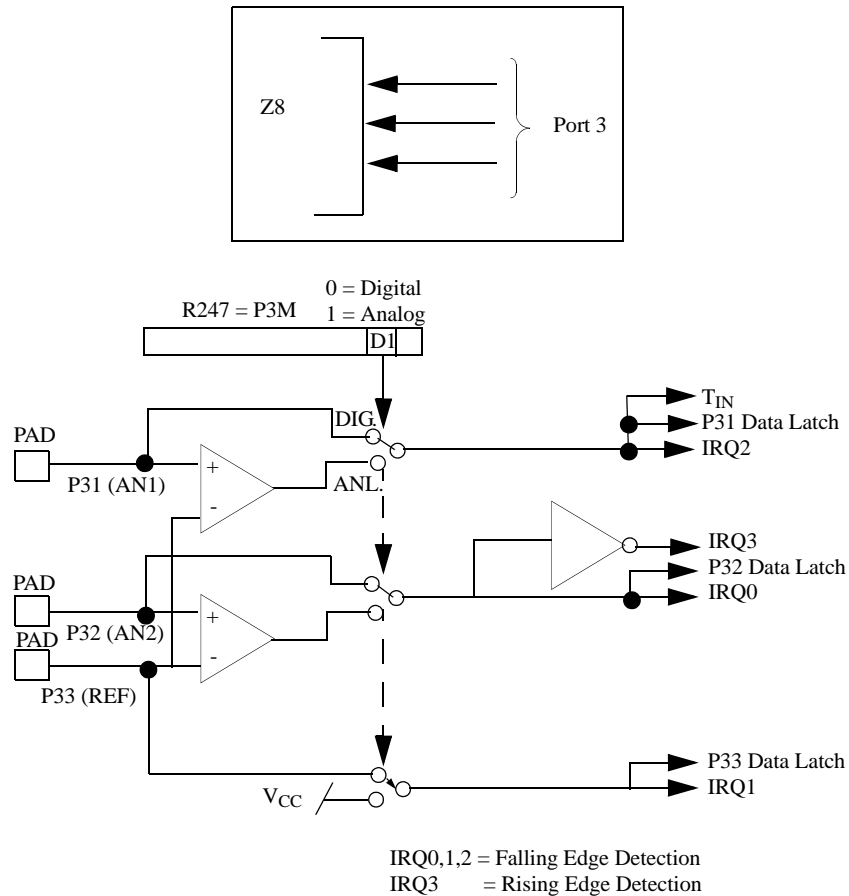 Z8
Port 3
0 = Digital
R247 = P3M
1 = Analog
D1
DIG.
TIN
P31 Data Latch
PAD
IRQ2
+
P31 (AN1)
ANL.
-
IRQ3
P32 Data Latch
PAD
IRQ0
+
P32 (AN2)
PAD
-
P33 (REF)
P33 Data Latch
VCC
IRQ1
IRQ0,1,2 = Falling Edge Detection
IRQ3 = Rising Edge Detection